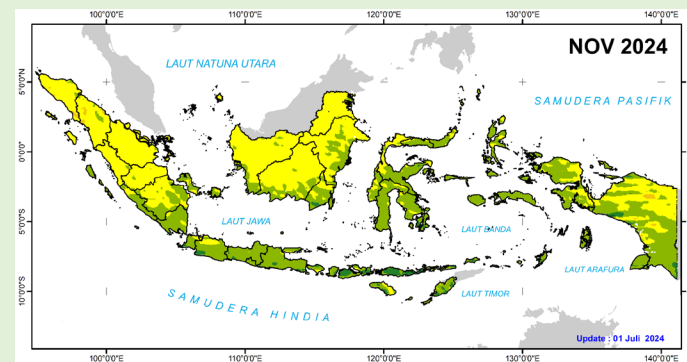 100°0'0"E 110°0'0"E 120°0'0"E 130°0'0"E 140°0'0"E
NOV 2024
LAUT NATUNA UTARA
5°0'0"N
SAMUDERA PASIFIK
0°0'0"
LAUT JAWA
5°0'0"S
LAUT BANDA
LAUT ARAFURA
10°0'0"S
SAMUDERA HINDIA
LAUT TIMOR
Update : 01 Juli 2024
100°0'0"E 110°0'0"E 120°0'0"E 130°0'0"E 140°0'0"E